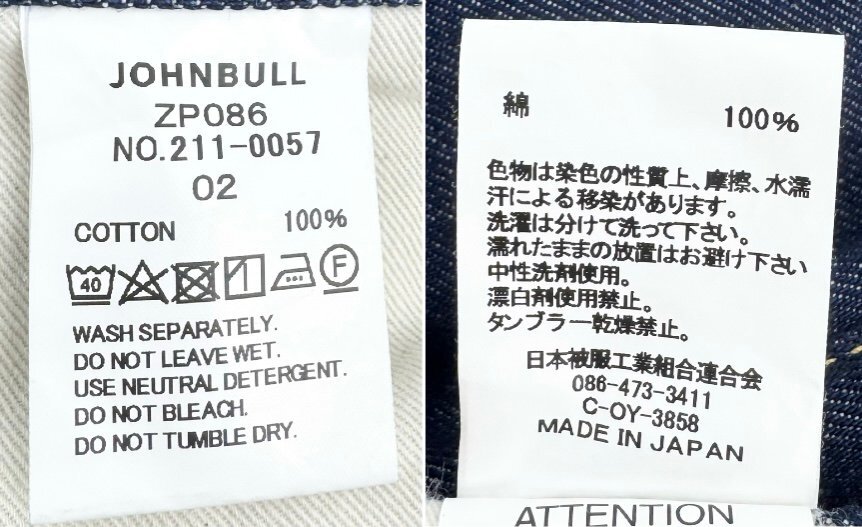 JOHNBULL
ZP086
NO.211-0057
02
COTTON 100%
40
F
WASH SEPARATELY.
DO NOT LEAVE WET.
USE NEUTRAL DETERGENT.
DO NOT BLEACH.
DO NOT TUMBLE DRY.
綿 100%
色物は染色の性質上、摩擦、水濡
汗による移染があります。
洗濯は分けて洗って下さい。
濡れたままの放置はお避け下さい
中性洗剤使用。
漂白剤使用禁止。
タンブラー乾燥禁止。
日本被服工業組合連合会
086-473-3411
C-OY-3858
MADE IN JAPAN
ATTENTION